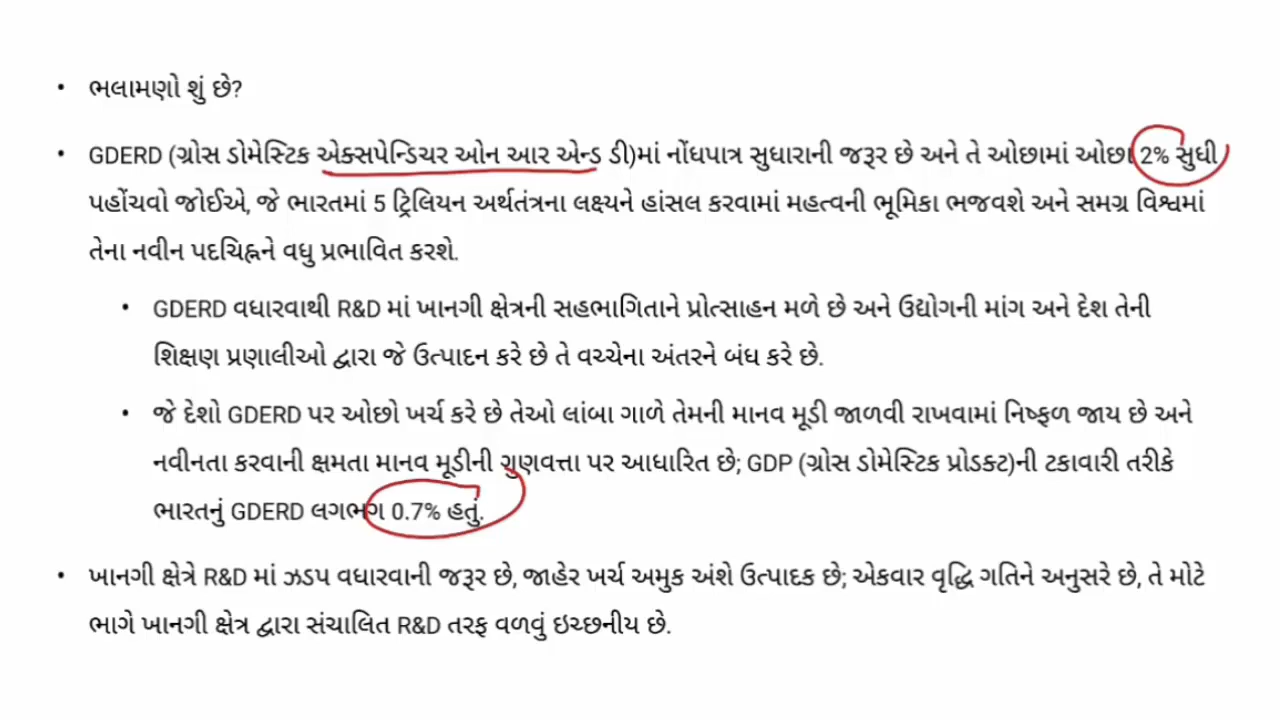 • ભલામણો શું છે?
• GDERD (ગ્રોસ ડોમેસ્ટિક એક્સપેન્ડિચર ઓન આર એન્ડ ડી)માં નોંધપાત્ર સુધારાની જરૂર છે અને તે ઓછામાં ઓછા 2% સુધી
પહોંચવો જોઈએ, જે ભારતમાં 5 ટ્રિલિયન અર્થતંત્રના લક્ષ્યને હાંસલ કરવામાં મહત્વની ભૂમિકા ભજવશે અને સમગ્ર વિશ્વમાં
તેના નવીન પદચિહ્નને વધુ પ્રભાવિત કરશે.
• GDERD વધારવાથી R&D માં ખાનગી ક્ષેત્રની સહભાગિતાને પ્રોત્સાહન મળે છે અને ઉદ્યોગની માંગ અને દેશ તેની
શિક્ષણ પ્રણાલીઓ દ્વારા જે ઉત્પાદન કરે છે તે વચ્ચેના અંતરને બંધ કરે છે.
• જે દેશો GDERD પર ઓછો ખર્ચ કરે છે તેઓ લાંબા ગાળે તેમની માનવ મૂડી જાળવી રાખવામાં નિષ્ફળ જાય છે અને
નવીનતા કરવાની ક્ષમતા માનવ મૂડીની ગુણવત્તા પર આધારિત છે; GDP (ગ્રોસ ડોમેસ્ટિક પ્રોડક્ટ)ની ટકાવારી તરીકે
ભારતનું GDERD લગભગ 0.7% હતું.
• ખાનગી ક્ષેત્રે R&D માં ઝડપ વધારવાની જરૂર છે, જાહેર ખર્ચ અમુક અંશે ઉત્પાદક છે; એકવાર વૃદ્ધિ ગતિને અનુસરે છે, તે મોટે
ભાગે ખાનગી ક્ષેત્ર દ્વારા સંચાલિત R&D તરફ વળવું ઇચ્છનીય છે.